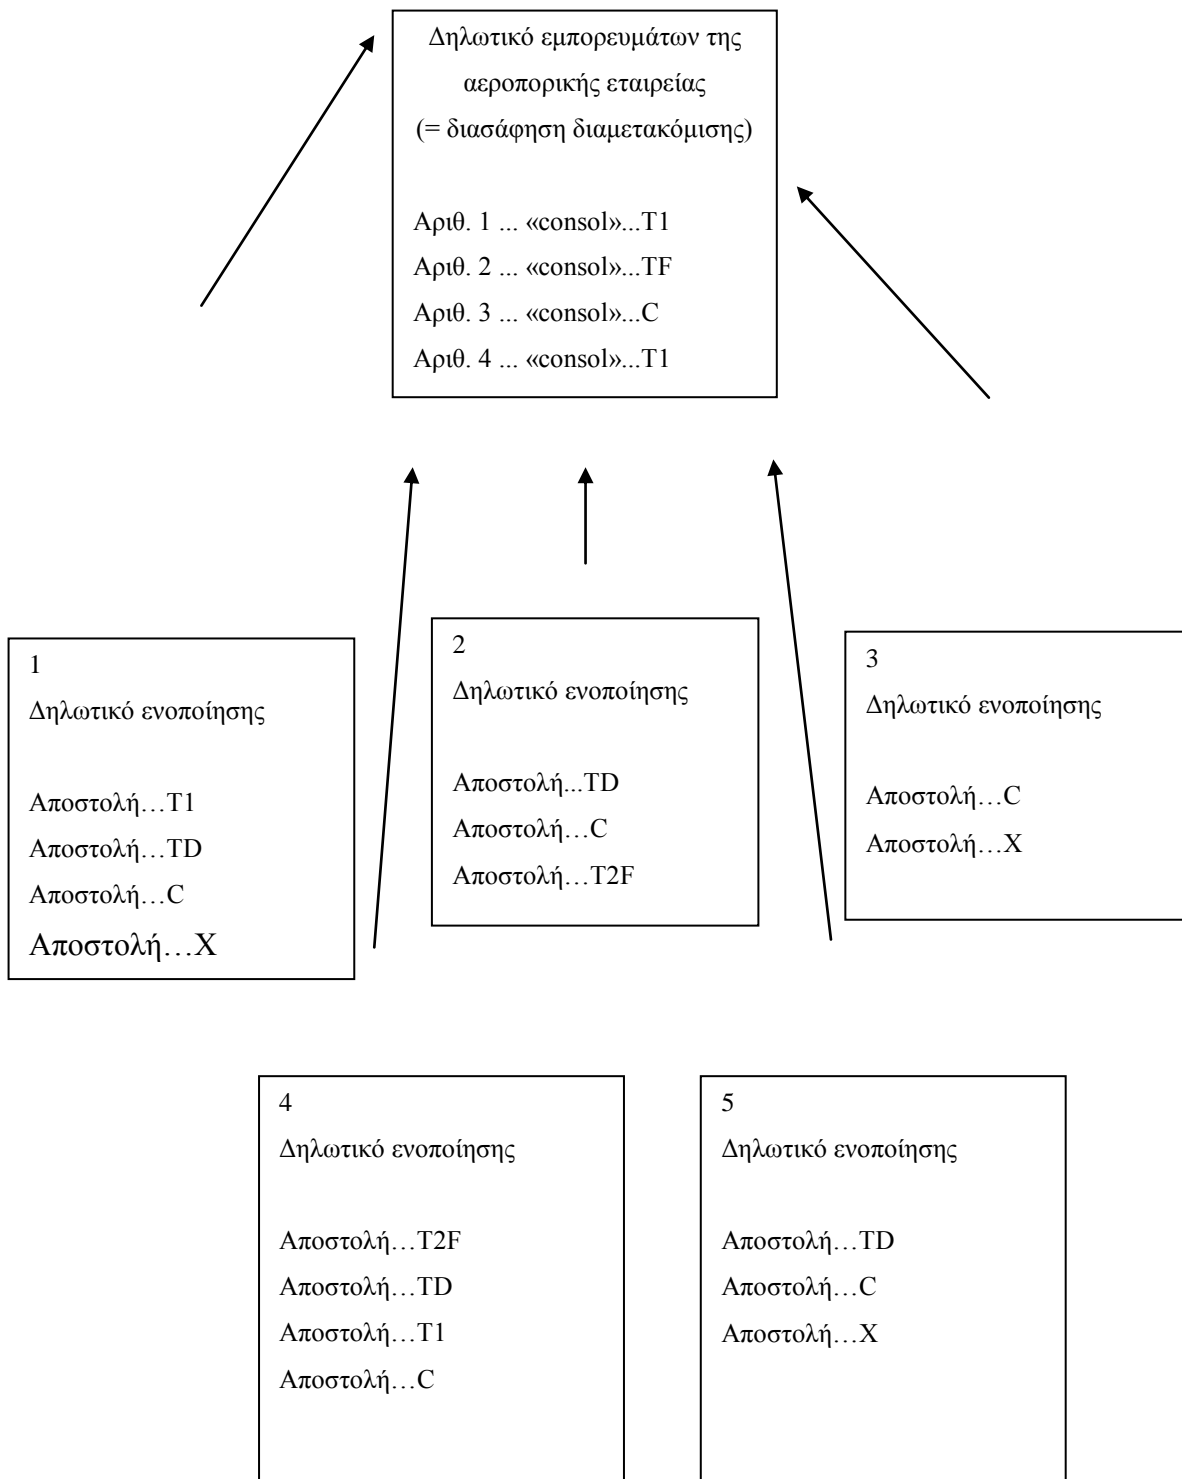 Δηλωτικό εμπορευμάτων της
αεροπορικής εταιρείας
(= διασάφηση διαμετακόμισης)
Αριθ. 1 ... «consol»...T1
Αριθ. 2 ... «consol»...TF
Αριθ. 3 ... «consol»...C
Αριθ. 4 ... «consol»...T1
1
Δηλωτικό ενοποίησης
Αποστολή…T1
Αποστολή…TD
Αποστολή…C
Αποστολή…X
2
Δηλωτικό ενοποίησης
Αποστολή...TD
Αποστολή…C
Αποστολή…T2F
3
Δηλωτικό ενοποίησης
Αποστολή…C
Αποστολή…X
4
Δηλωτικό ενοποίησης
Αποστολή…T2F
Αποστολή…TD
Αποστολή…T1
Αποστολή…C
5
Δηλωτικό ενοποίησης
Αποστολή…TD
Αποστολή…C
Αποστολή…X